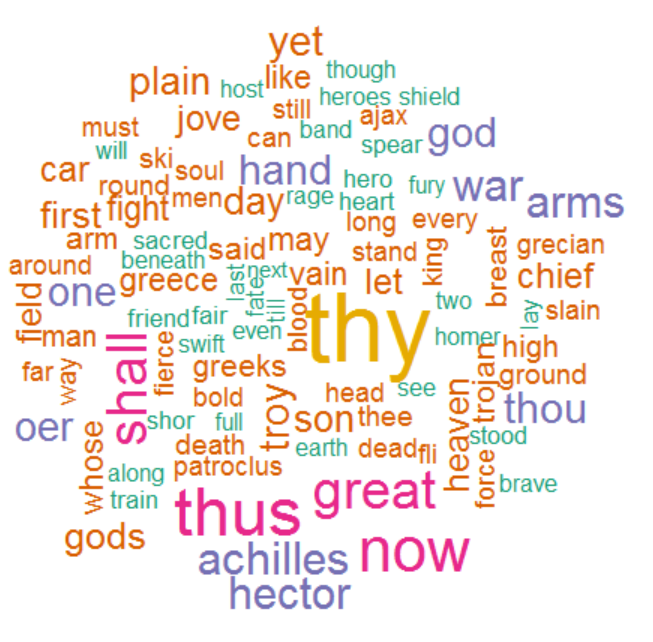 yet
though
plain
host
like
heroes
shield
must
jove
still
ajax
can
band
spear
god
will
car
ski
soul
hand
round
men
day
rage
hero
heart
fury
war
arms
first
fight
long
every
arm
sacred
said
may
stand
king
breast
grecian
around
beneath
greece
last
next
vain
let
chief
field
one
fate
till
blood
thy
two
lay
slain
friend
fair
even
homer
man
shall
fierce
swift
high
far
way
greeks
trojan
ground
bold
troy
head
see
heaven
thou
oer
shor
full
son
thee
stood
whose
death
earth
dead
fli
force
along
patroclus
brave
train
thus
great
gods
achilles
now
hector